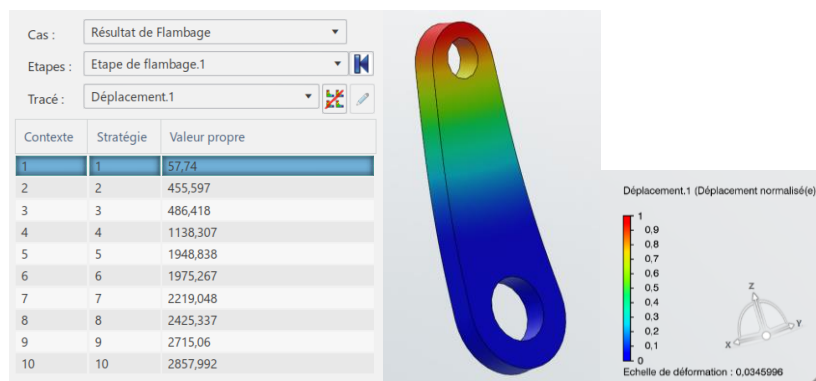 Cas : Résultat de Flambage
Etapes : Etape de flambage.1
Tracé : Déplacement.1
Contexte Stratégie Valeur propre
1 1 57,74
2 2 455,597
3 3 486,418
4 4 1138,307
5 5 1948,838
6 6 1975,267
7 7 2219,048
8 8 2425,337
9 9 2715,06
10 10 2857,992
Déplacement.1 (Déplacement normalisé(e)
1
0,9
0,8
0,7
0,6
0,5
0,4
0,3
0,2
0,1
0
Z
X
Y
Echelle de déformation : 0,0345996